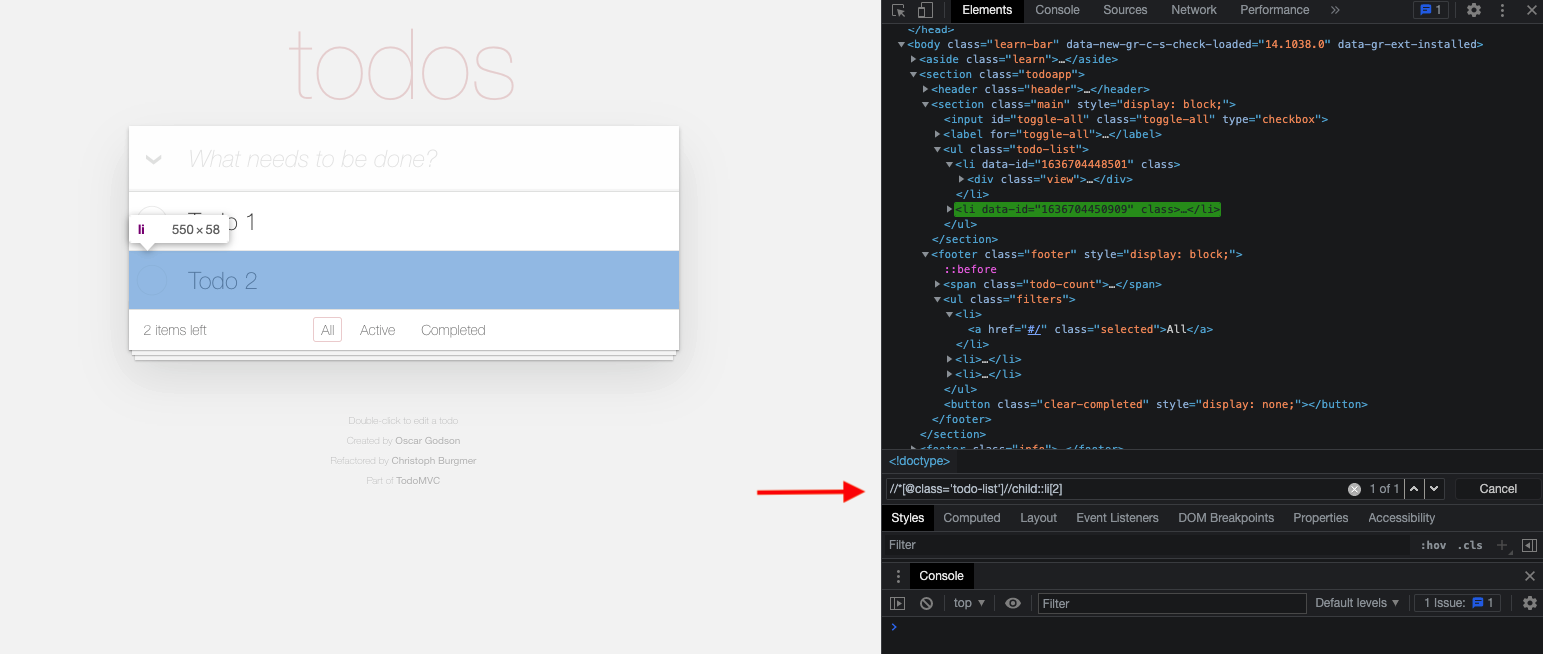 todos
What needs to be done?
Todo 1
li 550 × 58
Todo 2
2 items left All Active Completed
Double-click to edit a todo
Created by Oscar Godson
Refactored by Christoph Burgmer
Part of TodoMVC
Elements Console Sources Network Performance » 1
</head>
<body class="learn-bar" data-new-gr-c-s-check-loaded="14.1038.0" data-gr-ext-installed>
<aside class="learn">…</aside>
<section class="todoapp">
<header class="header">…</header>
<section class="main" style="display: block;">
<input id="toggle-all" class="toggle-all" type="checkbox">
<label for="toggle-all">…</label>
<ul class="todo-list">
<li data-id="1636704448501" class>
<div class="view">…</div>
</li>
<li data-id="1636704450909" class>…</li>
</ul>
</section>
<footer class="footer" style="display: block;">
::before
<span class="todo-count">…</span>
<ul class="filters">
<li>
<a href="#/" class="selected">All</a>
</li>
<li>…</li>
<li>…</li>
</ul>
<button class="clear-completed" style="display: none;"></button>
</footer>
</section>
<footer class="info">…</footer>
<!doctype>
//*[@class='todo-list']//child::li[2] 1 of 1 Cancel
Styles Computed Layout Event Listeners DOM Breakpoints Properties Accessibility
Filter :hov .cls
Console
top Filter Default levels 1 Issue: 1